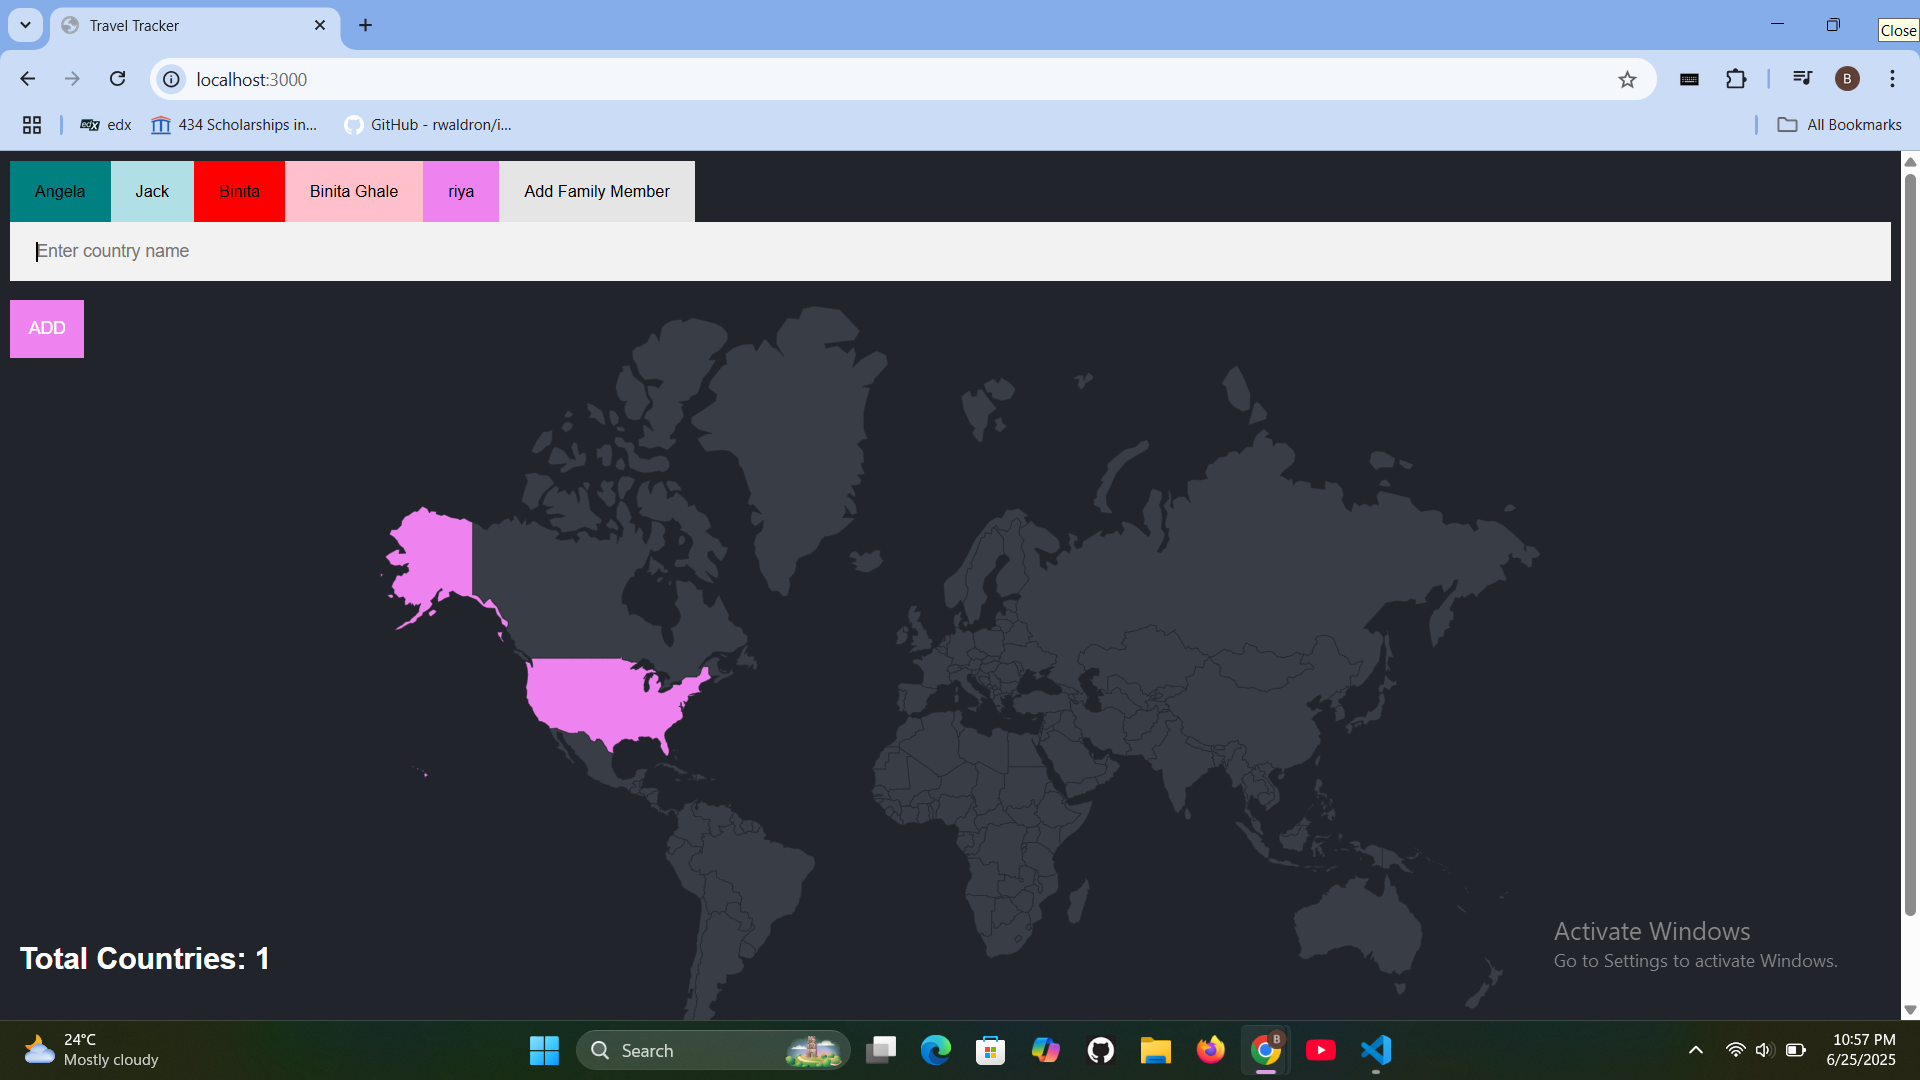 Travel Tracker
Close
localhost:3000
B
edx
edx
434 Scholarships in...
GitHub - rwaldron/i...
All Bookmarks
Angela
Jack
Binita
Binita Ghale
riya
Add Family Member
Enter country name
ADD
Total Countries: 1
Activate Windows
Go to Settings to activate Windows.
24°C
Mostly cloudy
Search
B
10:57 PM
6/25/2025